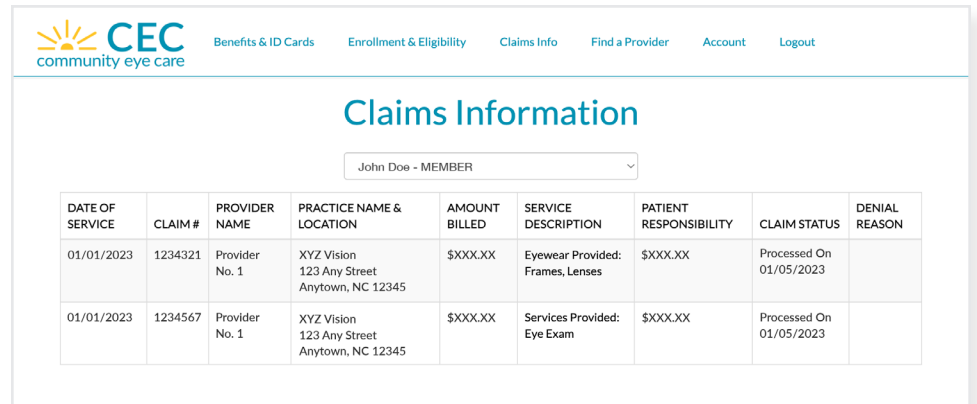 CEC
community eye care
Benefits & ID Cards Enrollment & Eligibility Claims Info Find a Provider Account Logout
Claims Information
John Doe - MEMBER
DATE OF SERVICE CLAIM # PROVIDER NAME PRACTICE NAME & LOCATION AMOUNT BILLED SERVICE DESCRIPTION PATIENT RESPONSIBILITY CLAIM STATUS DENIAL REASON
01/01/2023 1234321 Provider No. 1 XYZ Vision 123 Any Street Anytown, NC 12345 $XXX.XX Eyewear Provided: Frames, Lenses $XXX.XX Processed On 01/05/2023
01/01/2023 1234567 Provider No. 1 XYZ Vision 123 Any Street Anytown, NC 12345 $XXX.XX Services Provided: Eye Exam $XXX.XX Processed On 01/05/2023